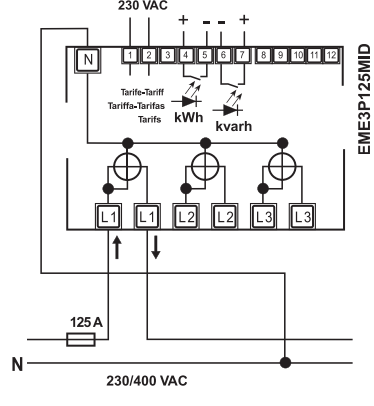 230 VAC
+ - - +
N 1 2 3 4 5 6 7 8 9 10 11 12
Tarife-Tariff
Tariffa-Tarifas
Tarifs
kWh
kvarh
EME3P125MID
L1 L1 L2 L2 L3 L3
125A
N
230/400 VAC